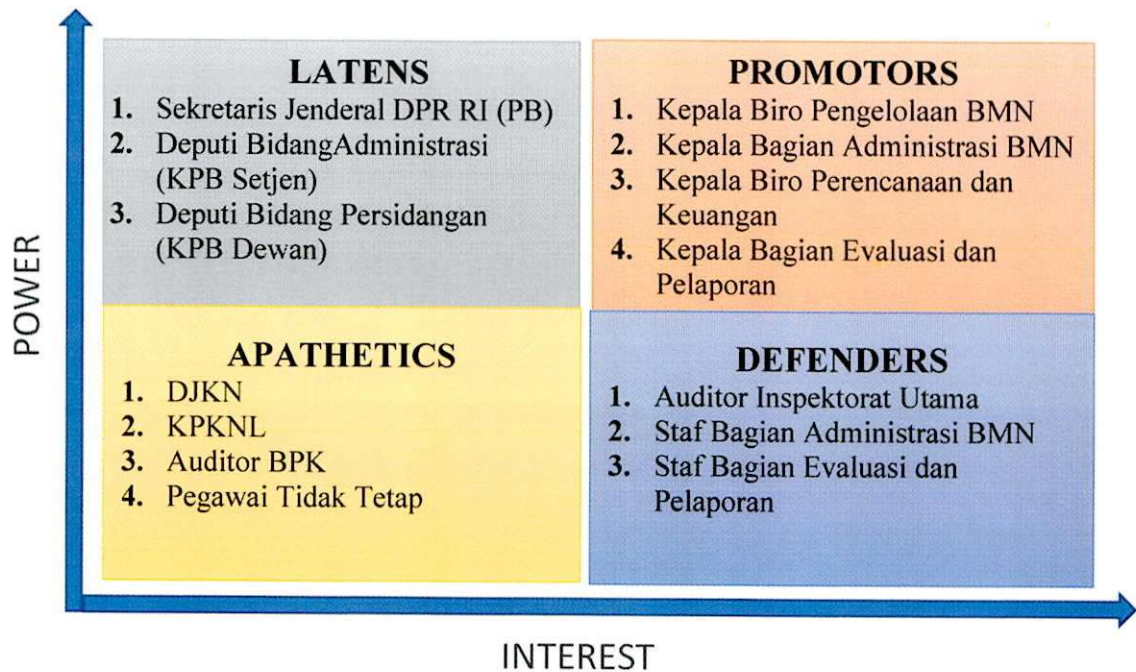 POWER
LATENS
1. Sekretaris Jenderal DPR RI (PB)
2. Deputi BidangAdministrasi
(KPB Setjen)
3. Deputi Bidang Persidangan
(KPB Dewan)
PROMOTORS
1. Kepala Biro Pengelolaan BMN
2. Kepala Bagian Administrasi BMN
3. Kepala Biro Perencanaan dan
Keuangan
4. Kepala Bagian Evaluasi dan
Pelaporan
APATHETICS
1. DJKN
2. KPKNL
3. Auditor BPK
4. Pegawai Tidak Tetap
DEFENDERS
1. Auditor Inspektorat Utama
2. Staf Bagian Administrasi BMN
3. Staf Bagian Evaluasi dan
Pelaporan
INTEREST